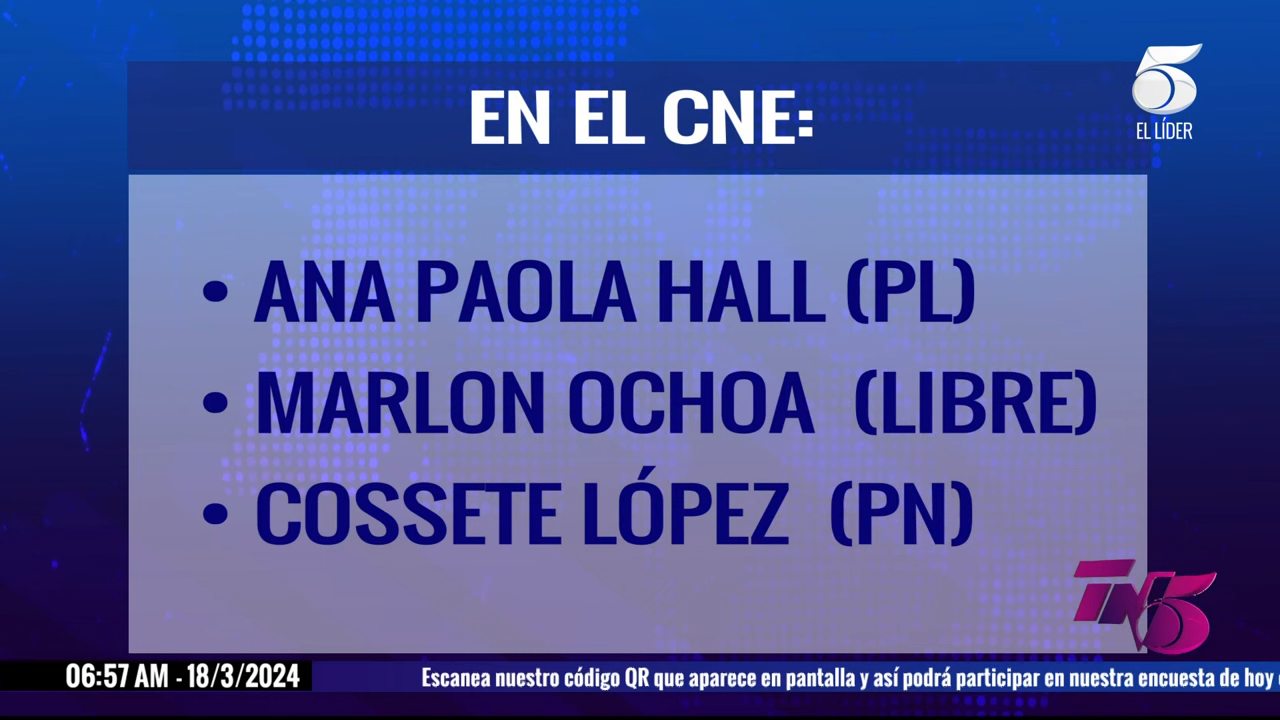 EN EL CNE:
5
EL LÍDER
• ANA PAOLA HALL (PL)
• MARLON OCHOA (LIBRE)
• COSSETE LÓPEZ (PN)
TN5
06:57 AM - 18/3/2024
Escanea nuestro código QR que aparece en pantalla y así podrá participar en nuestra encuesta de hoy